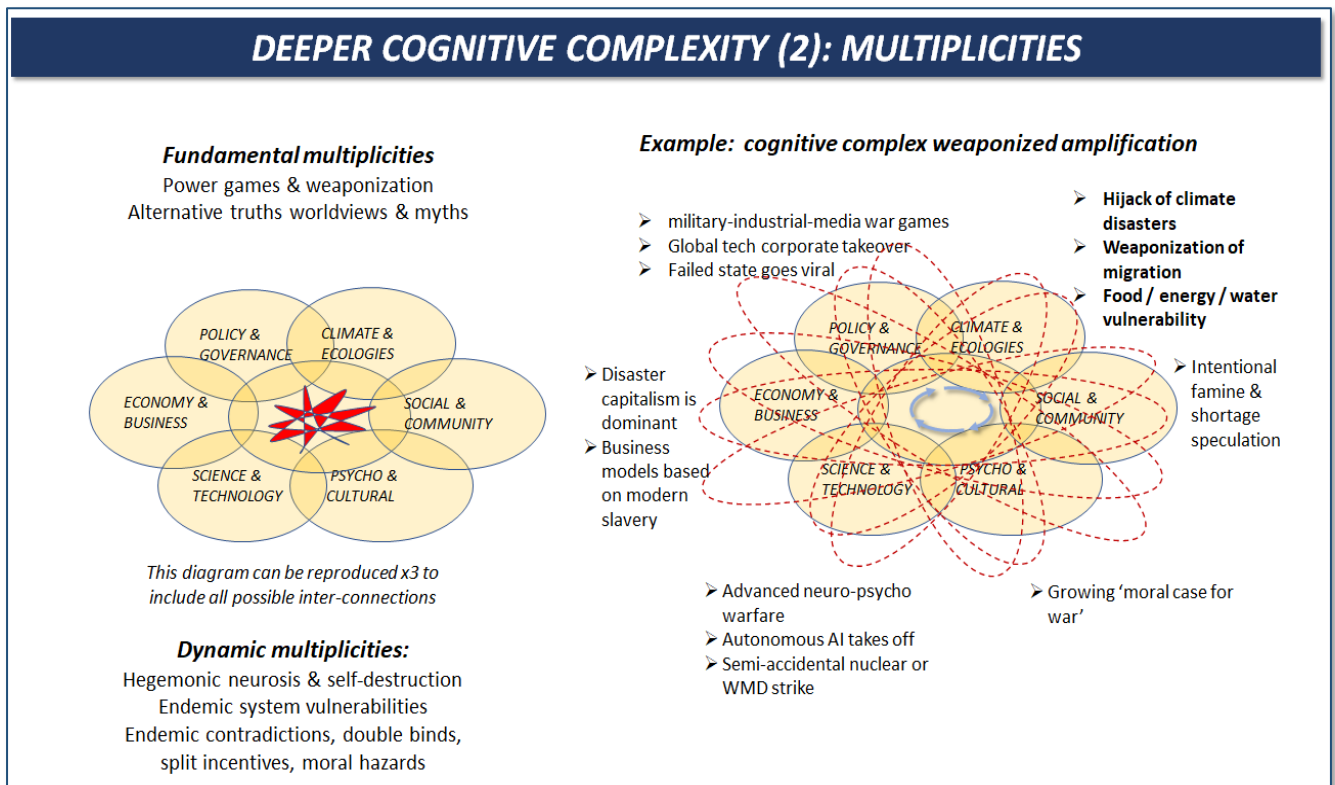 DEEPER COGNITIVE COMPLEXITY (2): MULTIPLICITIES
Fundamental multiplicities
Power games & weaponization
Alternative truths worldviews & myths
POLICY &
GOVERNANCE
CLIMATE &
ECOLOGIES
ECONOMY &
BUSINESS
SOCIAL &
COMMUNITY
SCIENCE &
TECHNOLOGY
PSYCHO &
CULTURAL
This diagram can be reproduced x3 to
include all possible inter-connections
Dynamic multiplicities:
Hegemonic neurosis & self-destruction
Endemic system vulnerabilities
Endemic contradictions, double binds,
split incentives, moral hazards
Example: cognitive complex weaponized amplification
➢ military-industrial-media war games
➢ Global tech corporate takeover
➢ Failed state goes viral
➢ Hijack of climate
disasters
➢ Weaponization of
migration
➢ Food / energy / water
vulnerability
POLICY &
GOVERNANCE
CLIMATE &
ECOLOGIES
➢ Disaster
capitalism is
dominant
➢ Business
models based
on modern
slavery
ECONOMY &
BUSINESS
SOCIAL &
COMMUNITY
➢ Intentional
famine &
shortage
speculation
SCIENCE &
TECHNOLOGY
PSYCHO &
CULTURAL
➢ Advanced neuro-psycho
warfare
➢ Autonomous AI takes off
➢ Semi-accidental nuclear or
WMD strike
➢ Growing ‘moral case for
war’